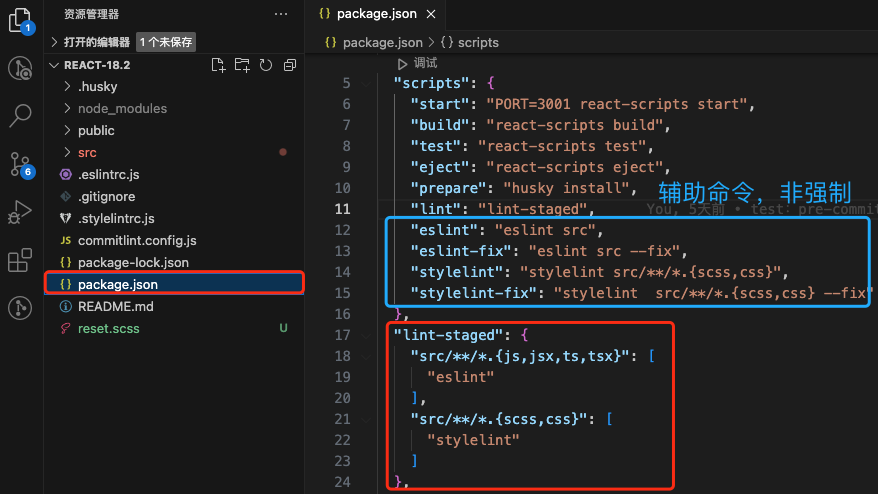 资源管理器
打开的编辑器 1 个未保存
REACT-18.2
.husky
node_modules
public
src
.eslintrc.js
.gitignore
.stylelintrc.js
JS commitlint.config.js
{} package-lock.json
{} package.json
README.md
reset.scss U
1
6
{} package.json ×
{} package.json > {} scripts
调试
5 "scripts": {
6 "start": "PORT=3001 react-scripts start",
7 "build": "react-scripts build",
8 "test": "react-scripts test",
9 "eject": "react-scripts eject",
10 "prepare": "husky install",
辅助命令，非强制
11 "lint": "lint-staged", You, 5天前 • test: pre-commit
12 "eslint": "eslint src",
13 "eslint-fix": "eslint src --fix",
14 "stylelint": "stylelint src/**/*.{scss,css}",
15 "stylelint-fix": "stylelint  src/**/*.{scss,css} --fix"
16 },
17 "lint-staged": {
18 "src/**/*.{js,jsx,ts,tsx}": [
19 "eslint"
20 ],
21 "src/**/*.{scss,css}": [
22 "stylelint"
23 ]
24 },